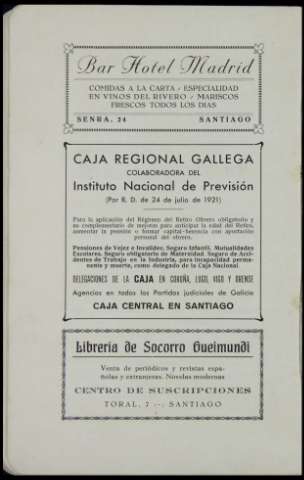 Bar Hotel Madrid
COMIDAS A LA CARTA - ESPECIALIDAD
EN VINOS DEL RIVERO - MARISCOS
FRESCOS TODOS LOS DIAS
SENRA, 24 SANTIAGO
CAJA REGIONAL GALLEGA
COLABORADORA DEL
Instituto Nacional de Previsión
(Por R. D. de 24 de julio de 1921)
Para la aplicación del Régimen del Retiro Obrero obligatorio y
su complementario de mejoras para anticipar la edad del Retiro,
aumentar la pensión o formar capital-herencia con aportación
personal del obrero.
Pensiones de Vejez e Invalidez. Seguro Infantil. Mutualidades
Escolares. Seguro obligatorio de Maternidad. Seguro de Acci-
dentes de Trabajo en la Industria, para incapacidad perma-
nente y muerte, como delegado de la Caja Nacional
DELEGACIONES DE LA CAJA EN CORUÑA, LUGO, VIGO Y ORENSE
Agencias en todos los Partidos judiciales de Galicia
CAJA CENTRAL EN SANTIAGO
Librería de Socorro Gueimundi
Venta de periódicos y revistas espa-
ñolas y extranjeras. Novelas modernas
CENTRO DE SUSCRIPCIONES
TORAL, 7 -:- SANTIAGO